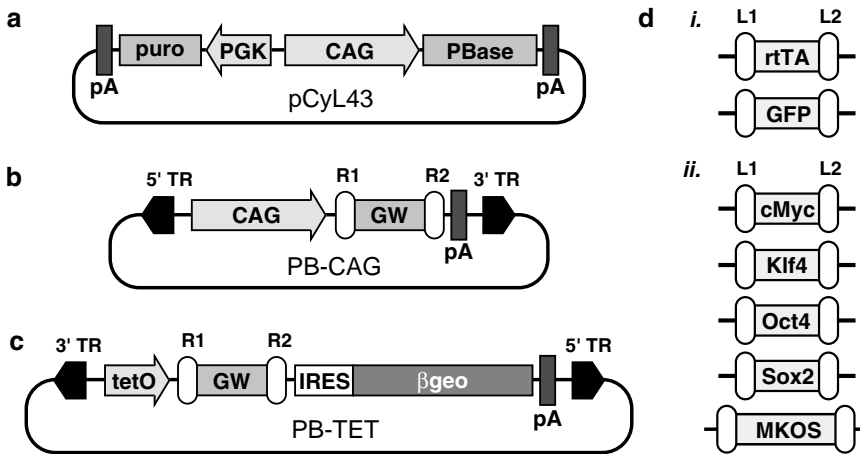 a
puro PGK CAG PBase
pA pA
pCyL43
b
5' TR R1 R2 3' TR
CAG GW
pA
PB-CAG
c
3' TR R1 R2 5' TR
tetO GW IRES βgeo
pA
PB-TET
d i. L1 L2
rtTA
GFP
ii. L1 L2
cMyc
Klf4
Oct4
Sox2
MKOS